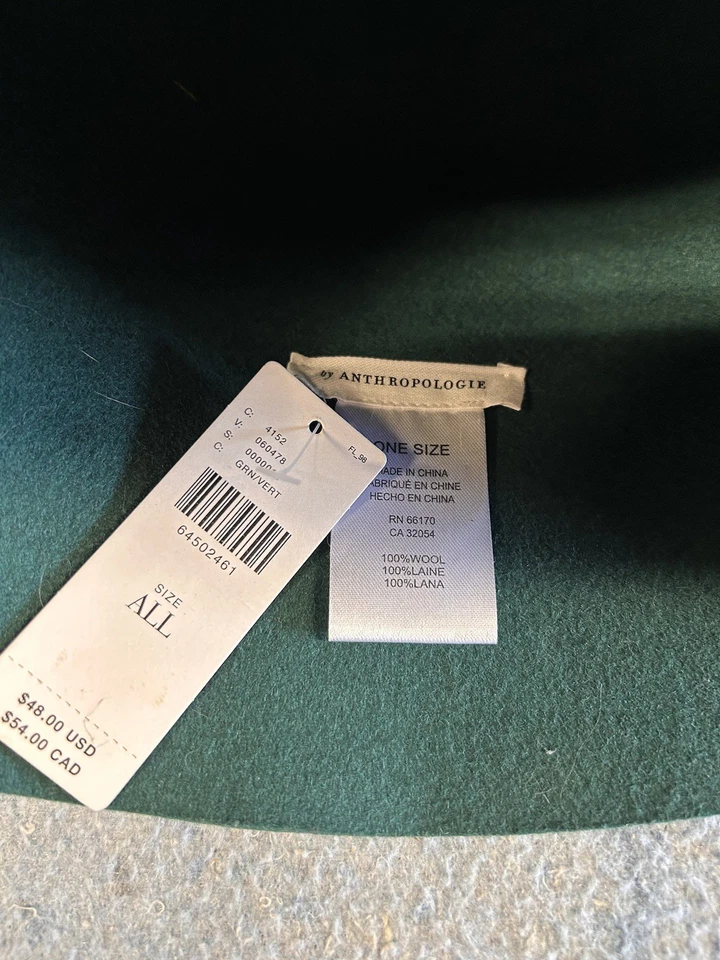 by ANTHROPOLOGIE
ONE SIZE
MADE IN CHINA
FABRIQUÉ EN CHINE
HECHO EN CHINA
RN 66170
CA 32054
100%WOOL
100%LAINE
100%LANA
FL_98
C: 4152
V: 060478
S:
C: GRN/VERT
64502461
SIZE
ALL
$48.00 USD
$54.00 CAD